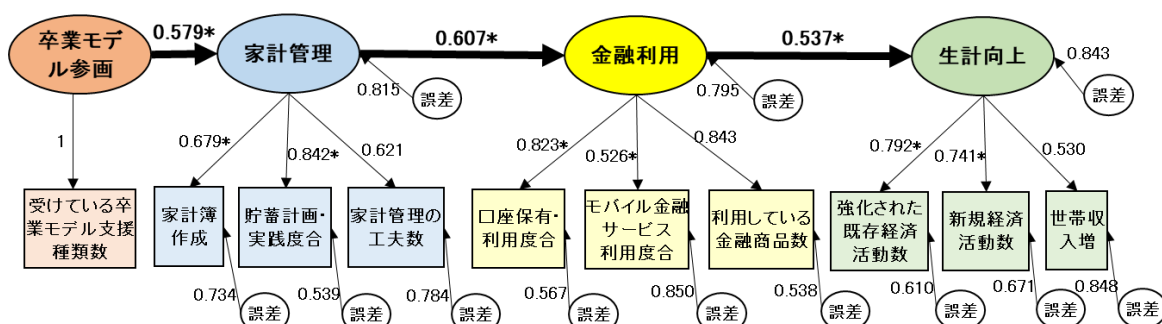 卒業モデ
ル参画
0.579*
家計管理
0.607*
金融利用
0.537*
生計向上
0.843
0.815
誤差
0.795
誤差
誤差
1
0.679*
0.842*
0.621
0.823*
0.526*
0.843
0.792*
0.741*
0.530
受けている卒
業モデル支援
種類数
家計簿
作成
貯蓄計画・
実践度合
家計管理の
工夫数
口座保有・
利用度合
モバイル金融
サービス
利用度合
利用している
金融商品数
強化された
既存経済
活動数
新規経済
活動数
世帯収
入増
0.734
誤差
0.539
誤差
0.784
誤差
0.567
誤差
0.850
誤差
0.538
誤差
0.610
誤差
0.671
誤差
0.848
誤差